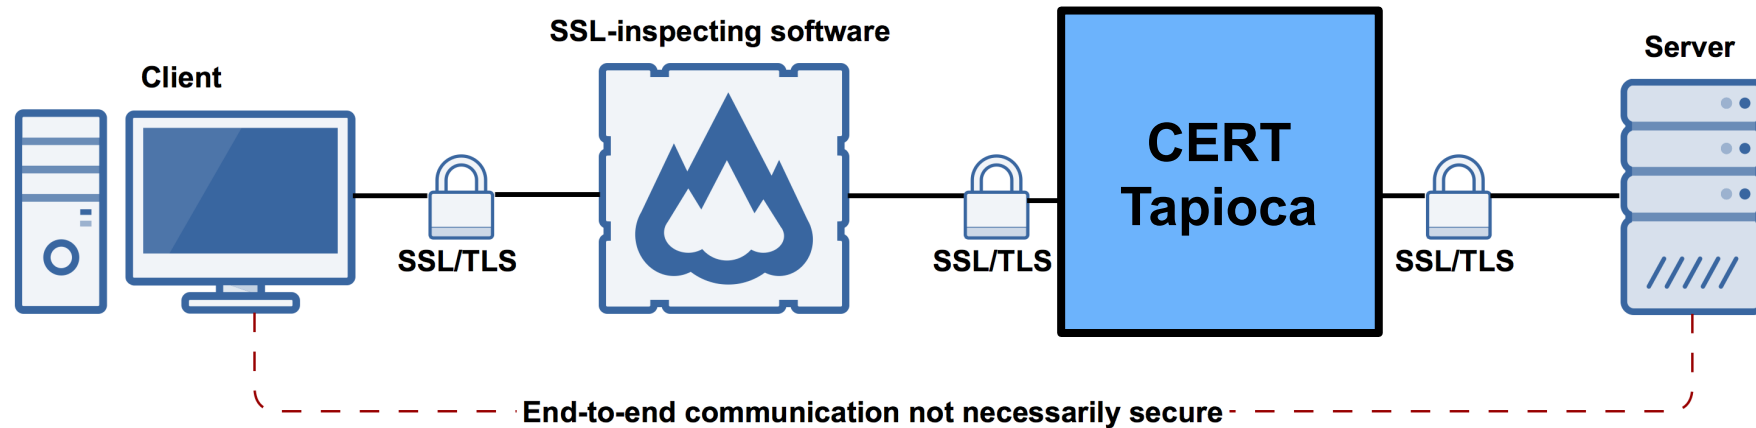 Client
SSL-inspecting software
Server
CERT
Tapioca
SSL/TLS
SSL/TLS
SSL/TLS
End-to-end communication not necessarily secure